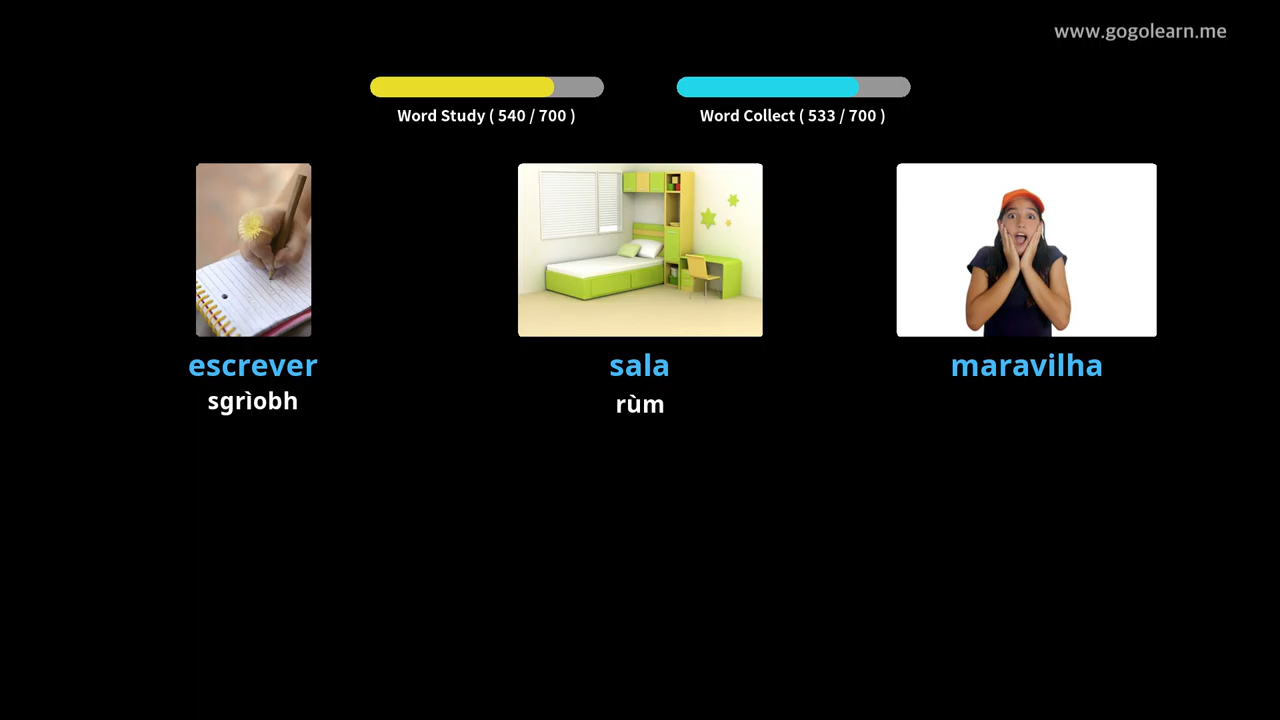 www.gogolearn.me
Word Study ( 540 / 700 )
Word Collect ( 533 / 700 )
escrever
sgrìobh
sala
rùm
maravilha